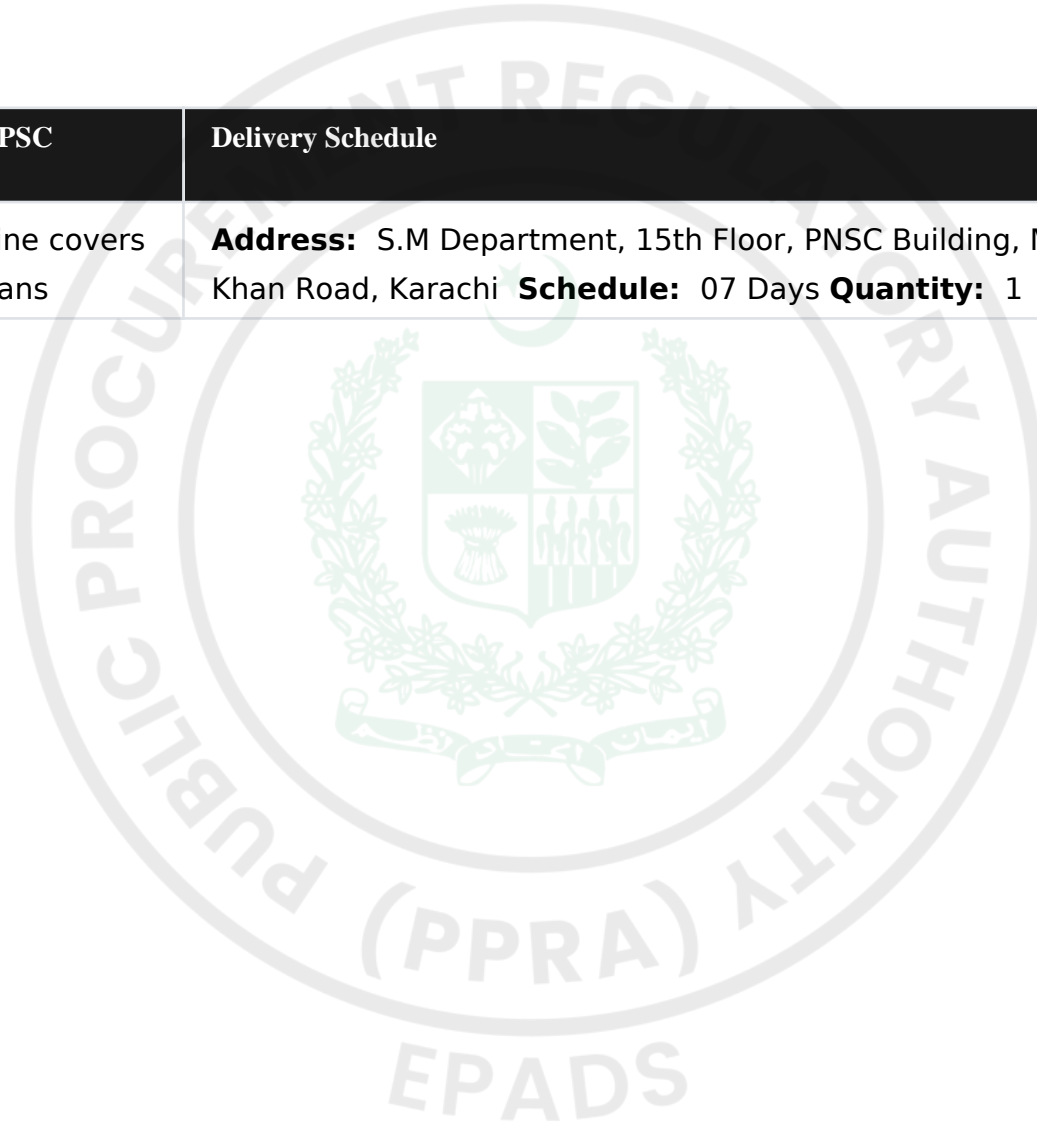 PSC Delivery Schedule
ine covers Address: S.M Department, 15th Floor, PNSC Building, M
ans Khan Road, Karachi Schedule: 07 Days Quantity: 1
PUBLIC PROCUREMENT REGULATORY AUTHORITY
(PPRA)
EPADS